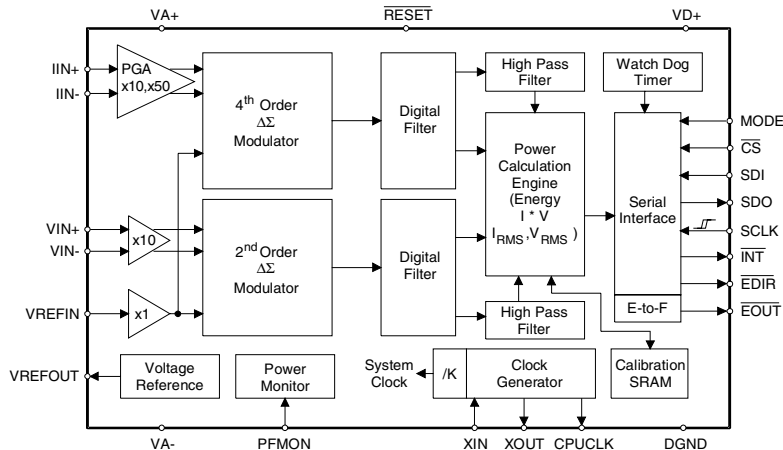 VA+
RESET
VD+
IIN+
IIN-
PGA
x10,x50
4th Order
ΔΣ
Modulator
Digital
Filter
High Pass
Filter
Watch Dog
Timer
Power
Calculation
Engine
(Energy
I * V
IRMS,VRMS )
Serial
Interface
E-to-F
MODE
CS
SDI
SDO
SCLK
INT
EDIR
EOUT
VIN+
VIN-
x10
2nd Order
ΔΣ
Modulator
Digital
Filter
High Pass
Filter
VREFIN
x1
VREFOUT
Voltage
Reference
Power
Monitor
System
Clock
/K
Clock
Generator
Calibration
SRAM
VA-
PFMON
XIN
XOUT
CPUCLK
DGND